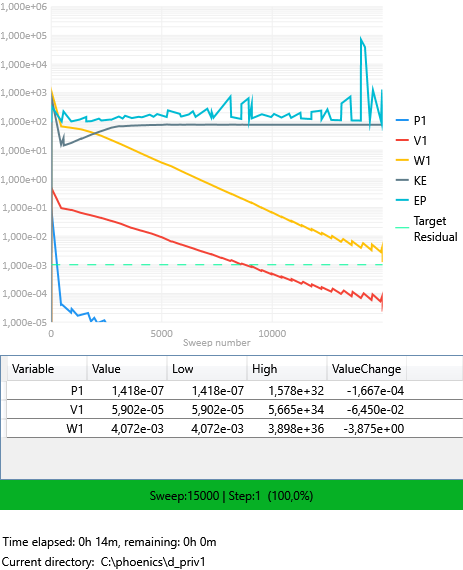 1,000e+06
1,000e+05
1,000e+04
1,000e+03
1,000e+02
1,000e+01
1,000e+00
1,000e-01
1,000e-02
1,000e-03
1,000e-04
1,000e-05
0 5000 10000
Sweep number
P1
V1
W1
KE
EP
Target
Residual
Variable Value Low High ValueChange
P1 1,418e-07 1,418e-07 1,578e+32 -1,667e-04
V1 5,902e-05 5,902e-05 5,665e+34 -6,450e-02
W1 4,072e-03 4,072e-03 3,898e+36 -3,875e+00
Sweep:15000 | Step:1 (100,0%)
Time elapsed: 0h 14m, remaining: 0h 0m
Current directory: C:\phoenics\d_priv1